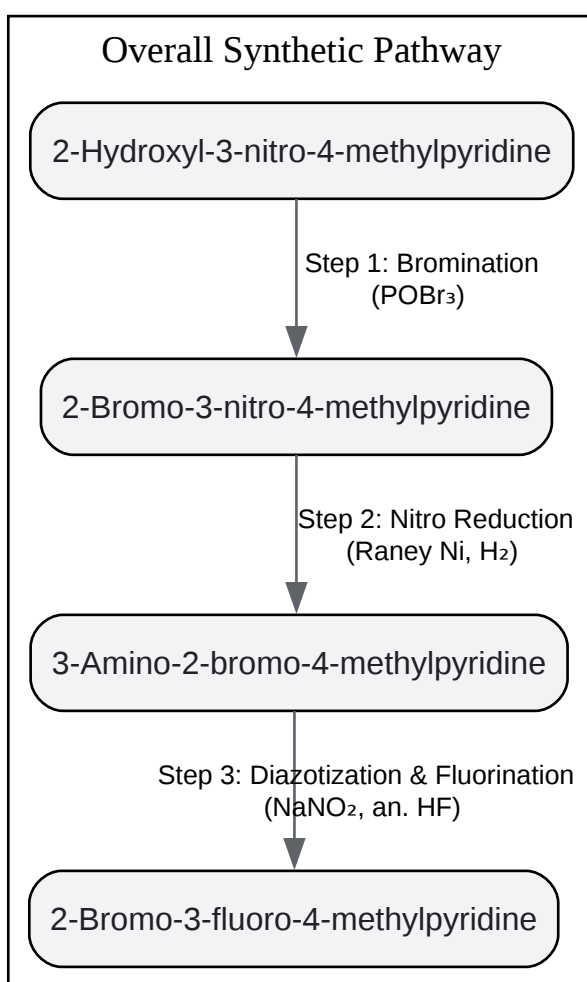 Overall Synthetic Pathway
2-Hydroxyl-3-nitro-4-methylpyridine
Step 1: Bromination
(POBr₃)
2-Bromo-3-nitro-4-methylpyridine
Step 2: Nitro Reduction
(Raney Ni, H₂)
3-Amino-2-bromo-4-methylpyridine
Step 3: Diazotization & Fluorination
(NaNO₂, an. HF)
2-Bromo-3-fluoro-4-methylpyridine